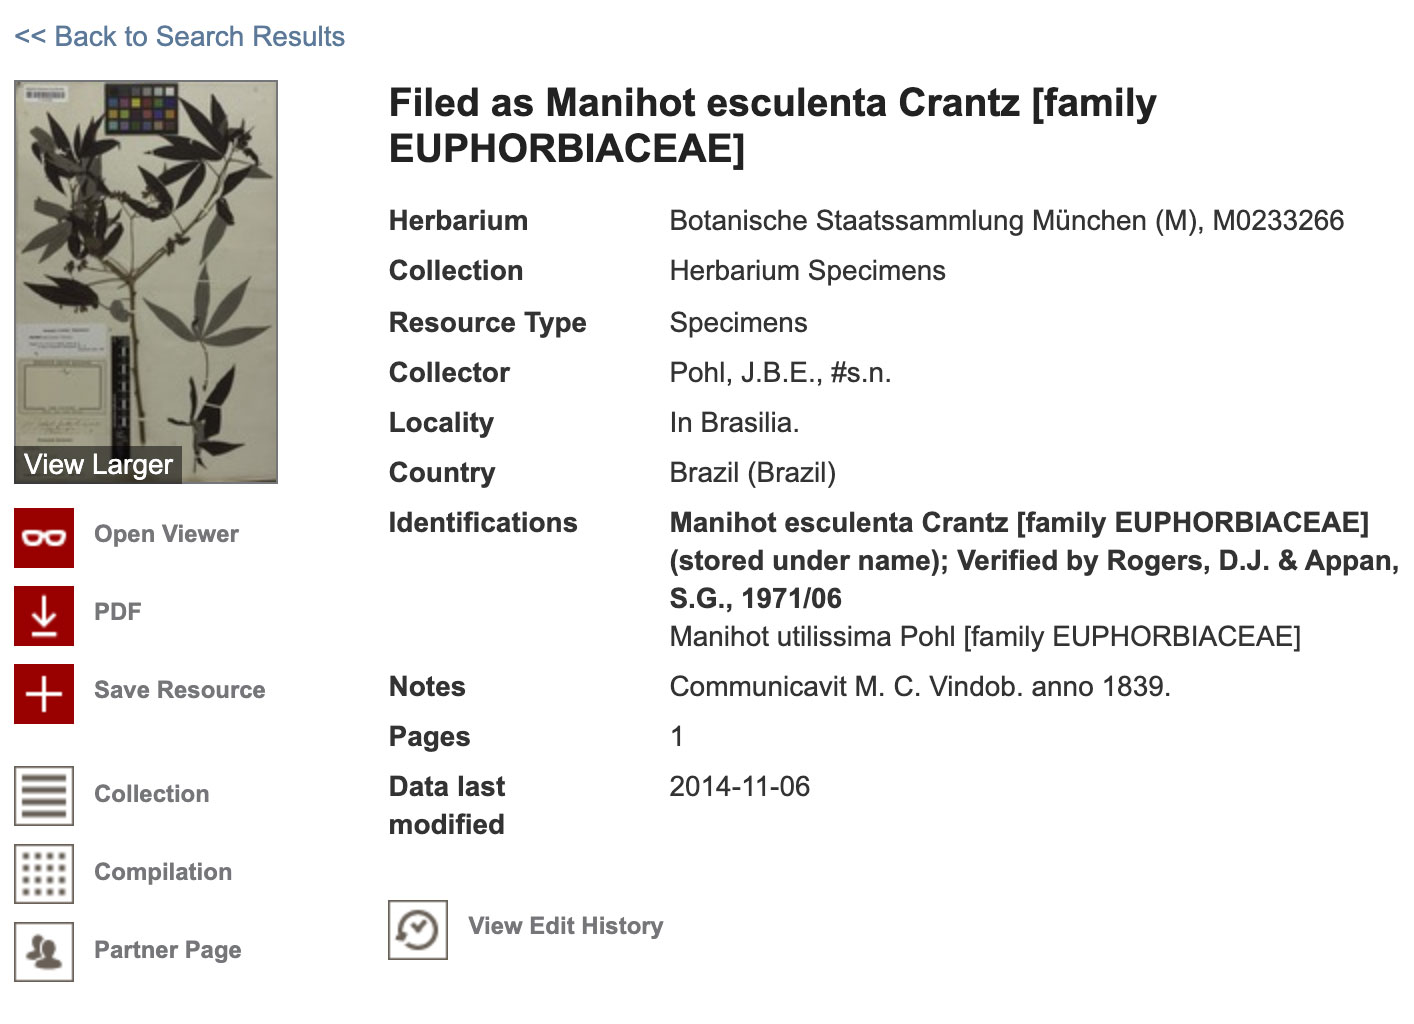 << Back to Search Results
View Larger
Open Viewer
PDF
Save Resource
Collection
Compilation
Partner Page
Filed as Manihot esculenta Crantz [family
EUPHORBIACEAE]
Herbarium Botanische Staatssammlung München (M), M0233266
Collection Herbarium Specimens
Resource Type Specimens
Collector Pohl, J.B.E., #s.n.
Locality In Brasilia.
Country Brazil (Brazil)
Identifications Manihot esculenta Crantz [family EUPHORBIACEAE]
(stored under name); Verified by Rogers, D.J. & Appan,
S.G., 1971/06
Manihot utilissima Pohl [family EUPHORBIACEAE]
Notes Communicavit M. C. Vindob. anno 1839.
Pages 1
Data last 2014-11-06
modified
View Edit History